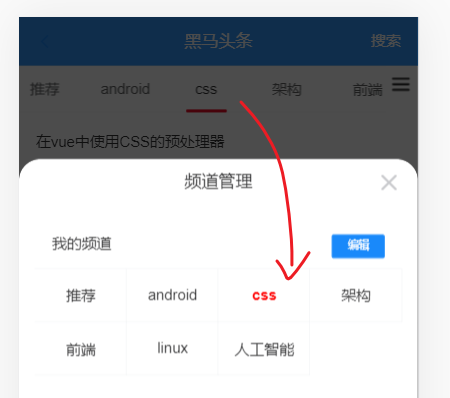 黑马头条 搜索
推荐 android css 架构 前端
在vue中使用CSS的预处理器
频道管理
我的频道 编辑
推荐 android css 架构
前端 linux 人工智能